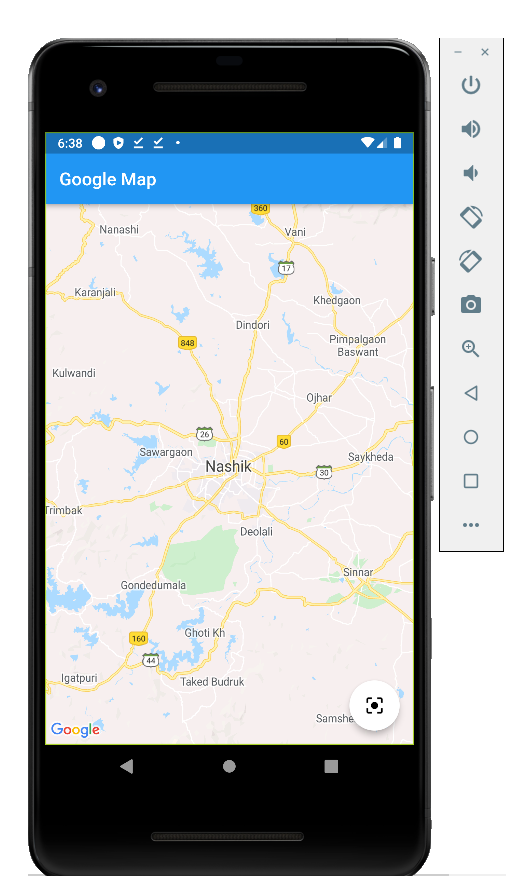 6:38
Google Map
360
Nanashi
Vani
17
Karanjali
Khedgaon
Dindori
848
Pimpalgaon
Baswant
Kulwandi
Ojhar
26
60
Sawargaon
Saykheda
Nashik
30
Trimbak
Deolali
Sinnar
Gondedumala
Ghoti Kh
160
44
Igatpuri
Taked Budruk
Samshe
Google